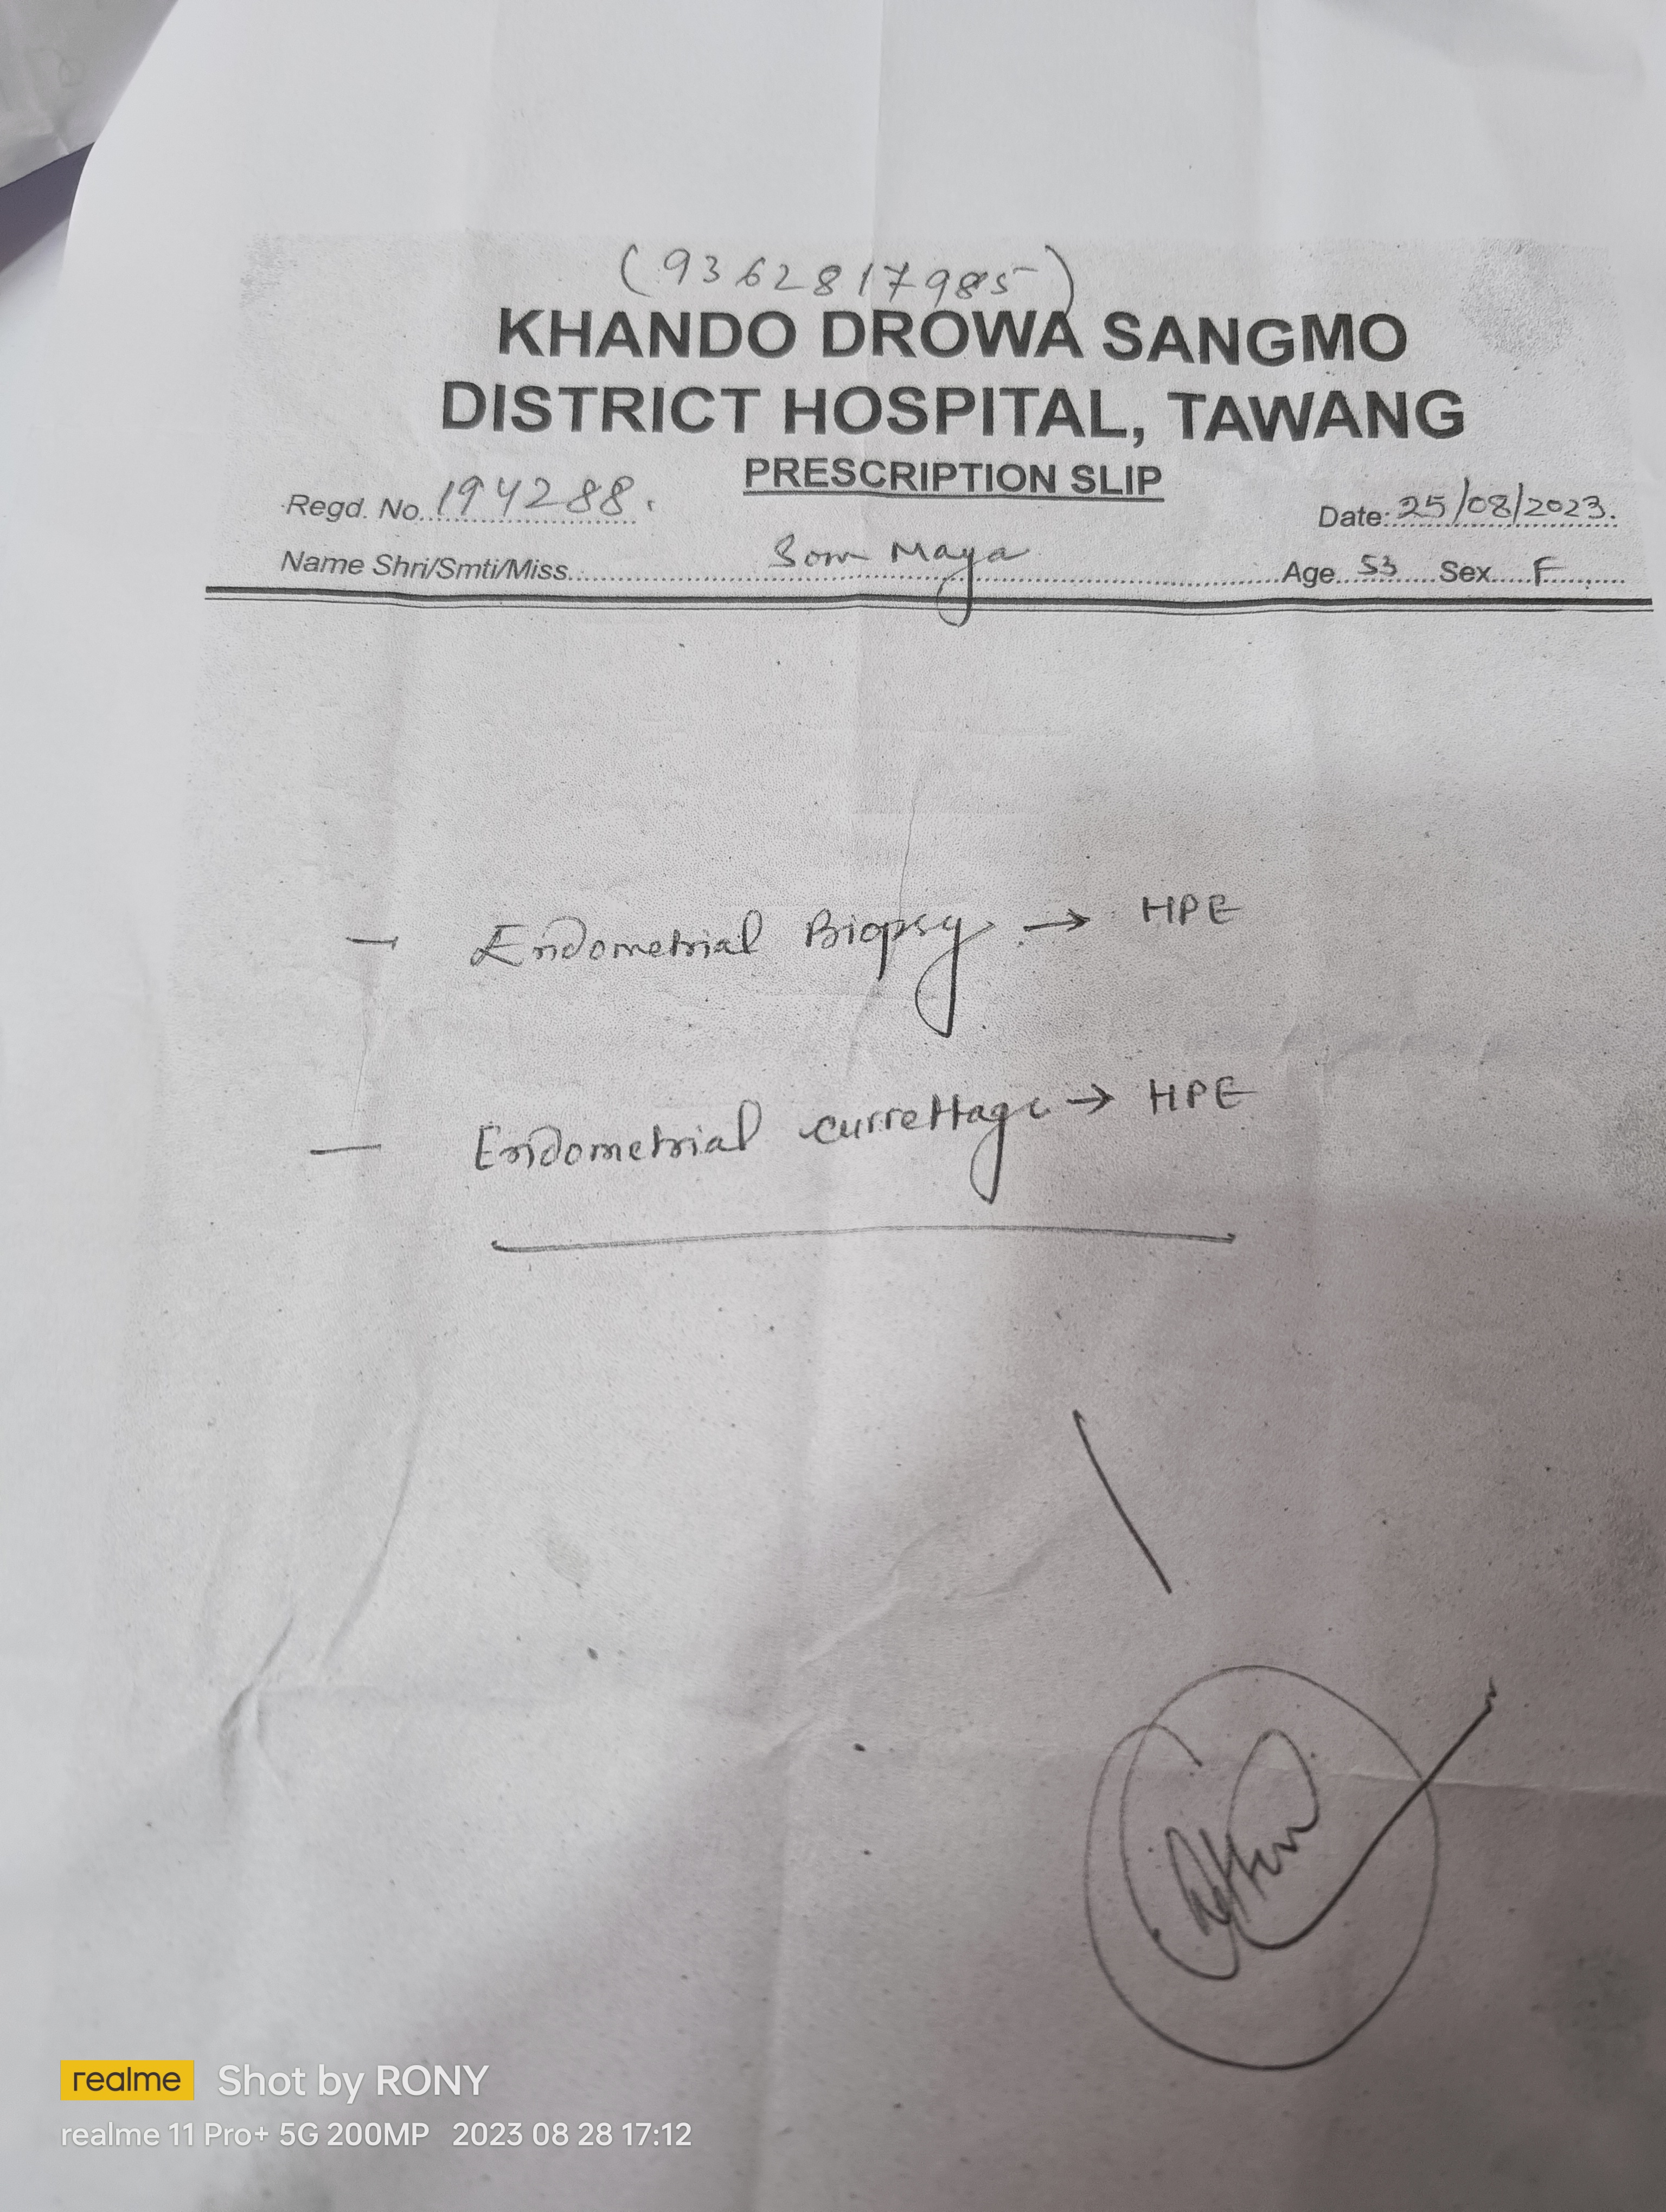 (9362817985)
KHANDO DROWA SANGMO
DISTRICT HOSPITAL, TAWANG
PRESCRIPTION SLIP
Regd. No. 194288. Date: 25/08/2023.
Name Shri/Smti/Miss Som Maya Age 53 Sex F
- Endometrial Biopsy → HPE
- Endometrial currettage → HPE
realme Shot by RONY
realme 11 Pro+ 5G 200MP 2023 08 28 17:12